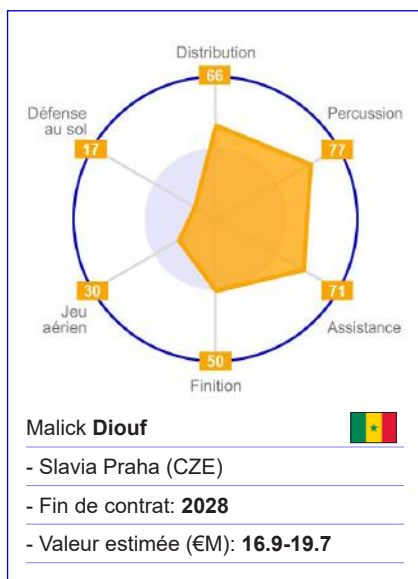 Distribution
66
Défense
au sol
17
Percussion
77
30
Jeu
aérien
71
Assistance
50
Finition
Malick Diouf
- Slavia Praha (CZE)
- Fin de contrat: 2028
- Valeur estimée (€M): 16.9-19.7